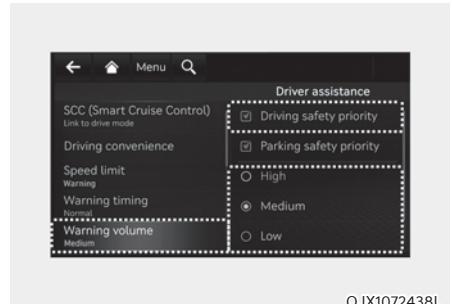 Menu
Driver assistance
SCC (Smart Cruise Control)
Link to drive mode
Driving convenience
Speed limit
Warning
Warning timing
Normal
Warning volume
Medium
Driving safety priority
Parking safety priority
High
Medium
Low
OJX1072438L